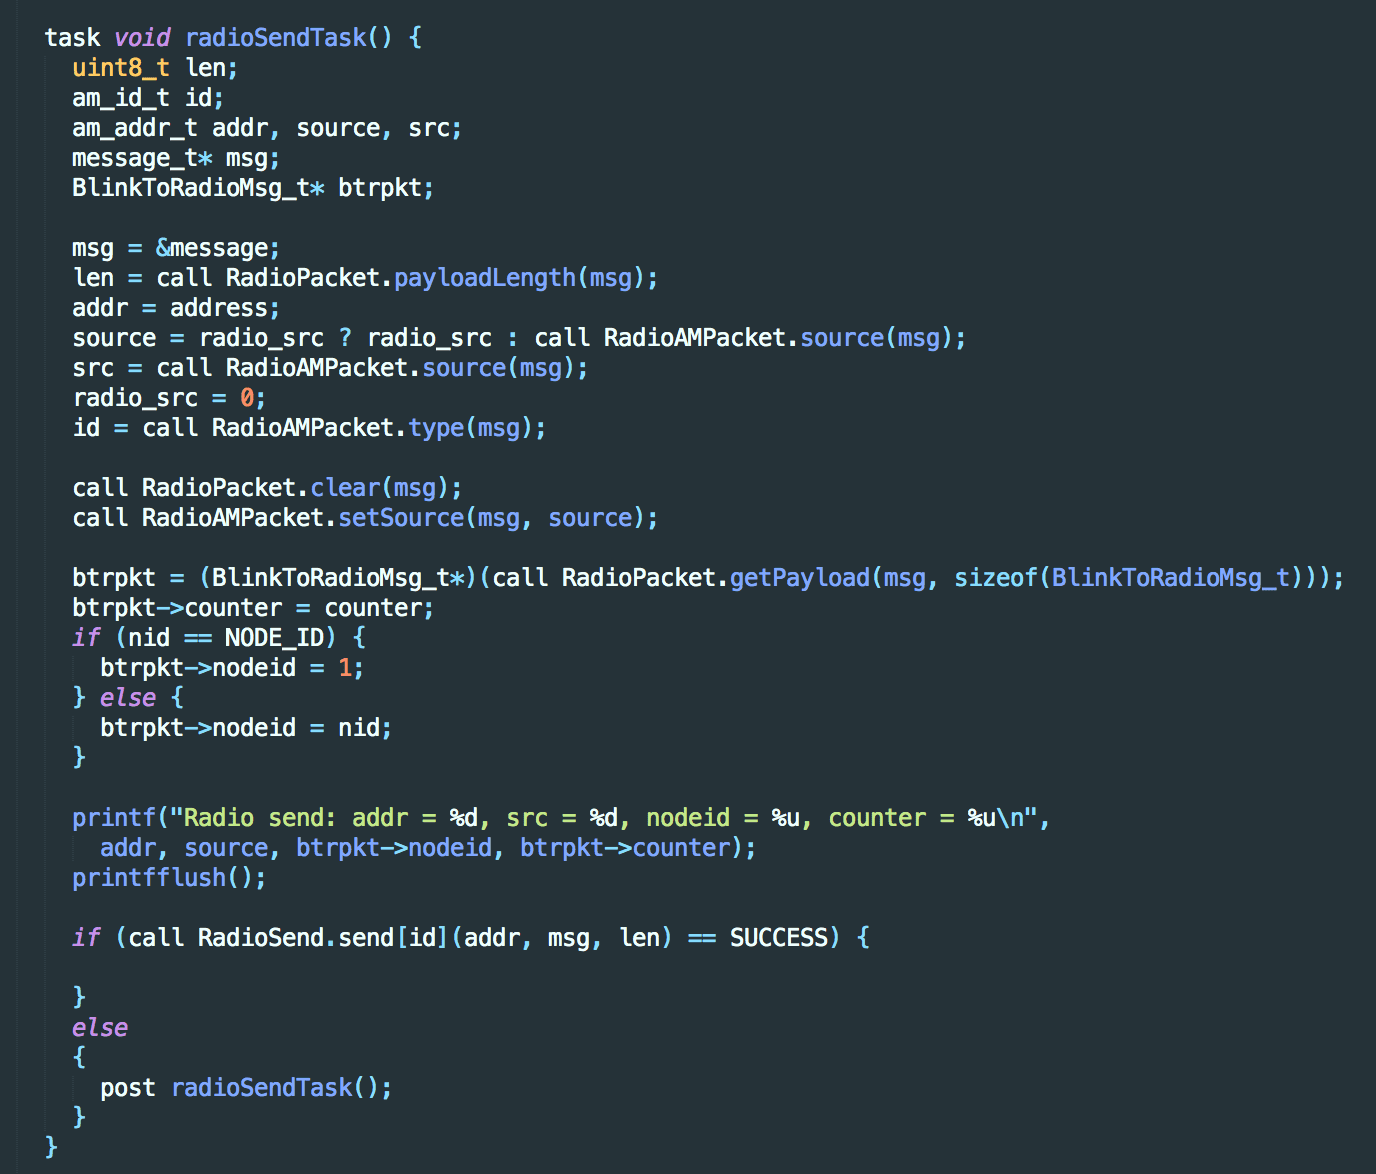 task void radioSendTask() {
  uint8_t len;
  am_id_t id;
  am_addr_t addr, source, src;
  message_t* msg;
  BlinkToRadioMsg_t* btrpkt;

  msg = &message;
  len = call RadioPacket.payloadLength(msg);
  addr = address;
  source = radio_src ? radio_src : call RadioAMPacket.source(msg);
  src = call RadioAMPacket.source(msg);
  radio_src = 0;
  id = call RadioAMPacket.type(msg);

  call RadioPacket.clear(msg);
  call RadioAMPacket.setSource(msg, source);

  btrpkt = (BlinkToRadioMsg_t*)(call RadioPacket.getPayload(msg, sizeof(BlinkToRadioMsg_t)));
  btrpkt->counter = counter;
  if (nid == NODE_ID) {
    btrpkt->nodeid = 1;
  } else {
    btrpkt->nodeid = nid;
  }

  printf("Radio send: addr = %d, src = %d, nodeid = %u, counter = %u\n",
    addr, source, btrpkt->nodeid, btrpkt->counter);
  printfflush();

  if (call RadioSend.send[id](addr, msg, len) == SUCCESS) {

  }
  else
  {
    post radioSendTask();
  }
}